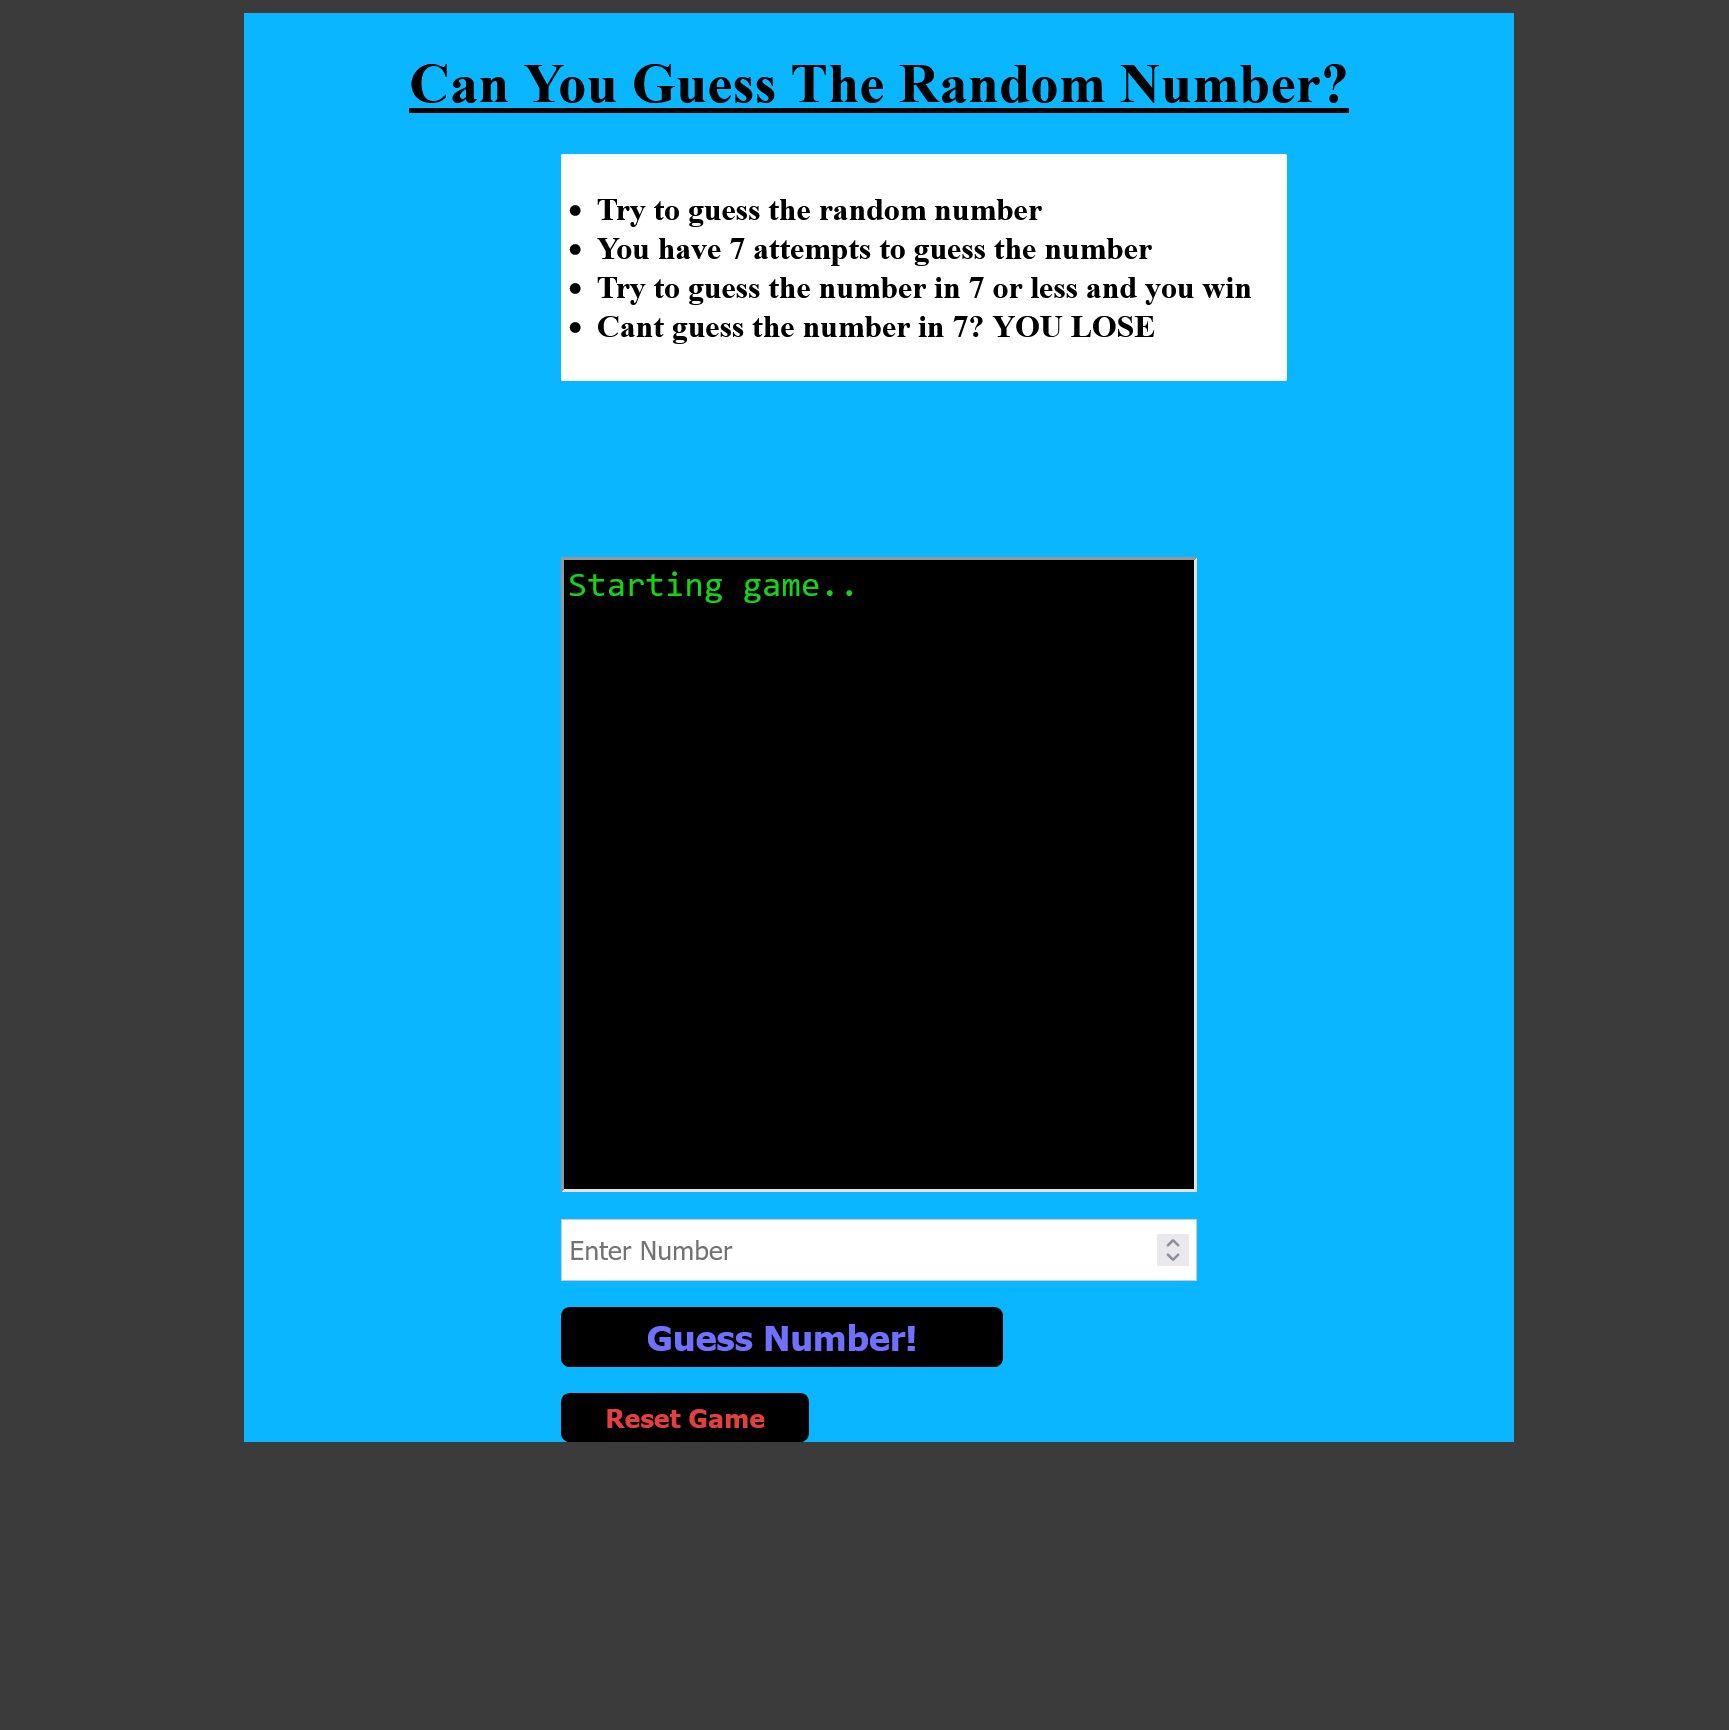 Can You Guess The Random Number?
• Try to guess the random number
• You have 7 attempts to guess the number
• Try to guess the number in 7 or less and you win
• Cant guess the number in 7? YOU LOSE
Starting game..
Enter Number
Guess Number!
Reset Game